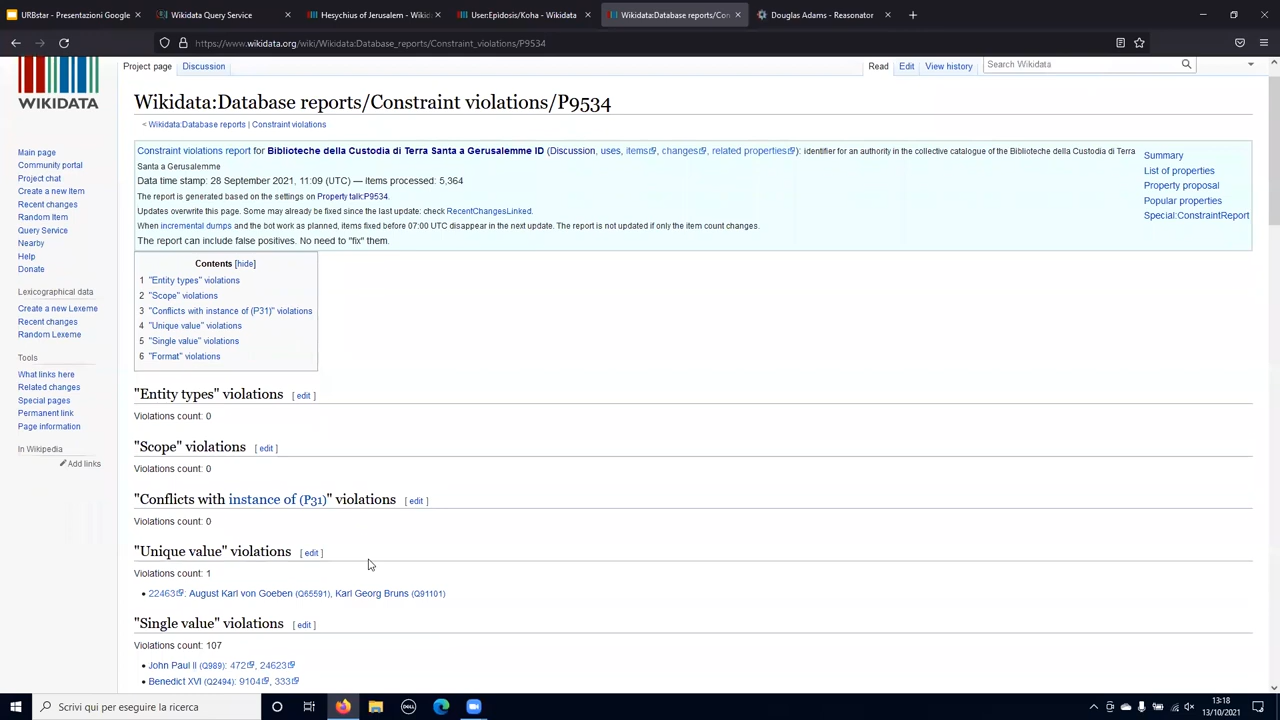 URBstar - Presentazioni Google
Wikidata Query Service
Hesychius of Jerusalem - Wikid
User:Epidosis/Koha - Wikidata
Wikidata:Database reports/Con
Douglas Adams - Reasonator
https://www.wikidata.org/wiki/Wikidata:Database_reports/Constraint_violations/P9534
WIKIDATA
Project page Discussion
Read Edit View history
Search Wikidata
Wikidata:Database reports/Constraint violations/P9534
< Wikidata:Database reports | Constraint violations
Constraint violations report for Biblioteche della Custodia di Terra Santa a Gerusalemme ID (Discussion, uses, items, changes, related properties): identifier for an authority in the collective catalogue of the Biblioteche della Custodia di Terra
Santa a Gerusalemme
Data time stamp: 28 September 2021, 11:09 (UTC) — Items processed: 5,364
The report is generated based on the settings on Property talk:P9534.
Updates overwrite this page. Some may already be fixed since the last update: check RecentChangesLinked.
When incremental dumps and the bot work as planned, items fixed before 07:00 UTC disappear in the next update. The report is not updated if only the item count changes.
The report can include false positives. No need to "fix" them.
Summary
List of properties
Property proposal
Popular properties
Special:ConstraintReport
Contents [hide]
1 "Entity types" violations
2 "Scope" violations
3 "Conflicts with instance of (P31)" violations
4 "Unique value" violations
5 "Single value" violations
6 "Format" violations
"Entity types" violations [ edit ]
Violations count: 0
"Scope" violations [ edit ]
Violations count: 0
"Conflicts with instance of (P31)" violations [ edit ]
Violations count: 0
"Unique value" violations [ edit ]
Violations count: 1
• 22463: August Karl von Goeben (Q65591), Karl Georg Bruns (Q91101)
"Single value" violations [ edit ]
Violations count: 107
• John Paul II (Q989): 472, 24623
• Benedict XVI (Q2494): 9104, 333
Main page
Community portal
Project chat
Create a new Item
Recent changes
Random Item
Query Service
Nearby
Help
Donate
Lexicographical data
Create a new Lexeme
Recent changes
Random Lexeme
Tools
What links here
Related changes
Special pages
Permanent link
Page information
In Wikipedia
Add links
Scrivi qui per eseguire la ricerca
DELL
13:18
13/10/2021